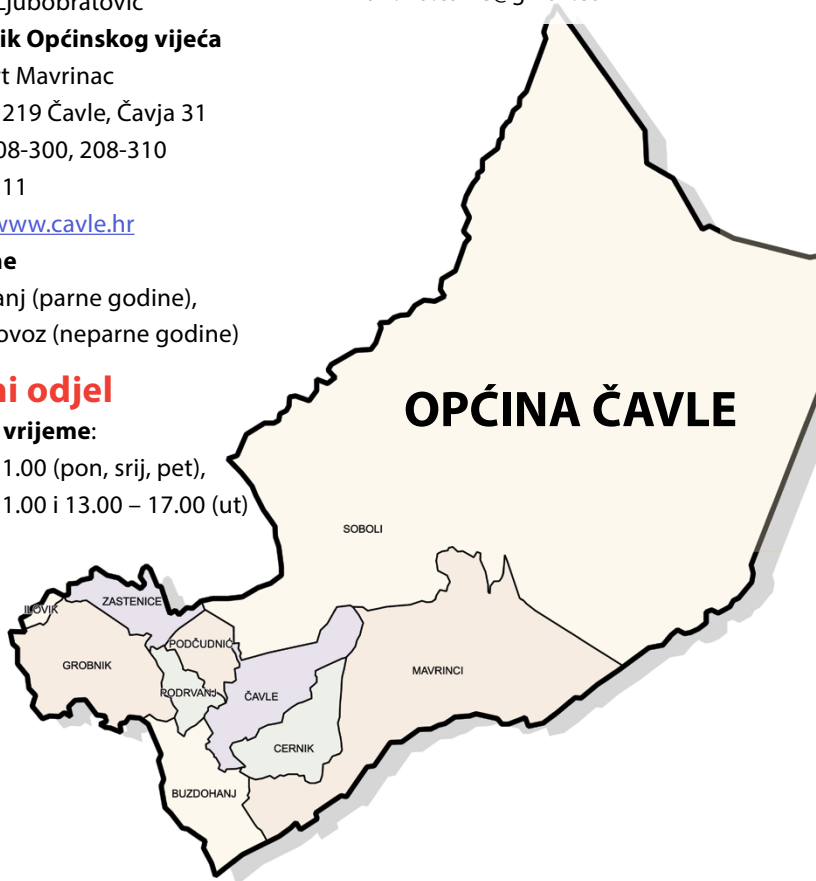 Ljubobratović
ik Općinskog vijeća
t Mavrinac
219 Čavle, Čavja 31
08-300, 208-310
11
www.cavle.hr
ne
anj (parne godine),
ovoz (neparne godine)
ni odjel
vrijeme:
1.00 (pon, srij, pet),
1.00 i 13.00 – 17.00 (ut)
OPĆINA ČAVLE
SOBOLI
ZASTENICE
ILOVIK
PODČUDNIČ
GROBNIK
MAVRINCI
PODRVANJ
ČAVLE
CERNIK
BUZDOHANJ